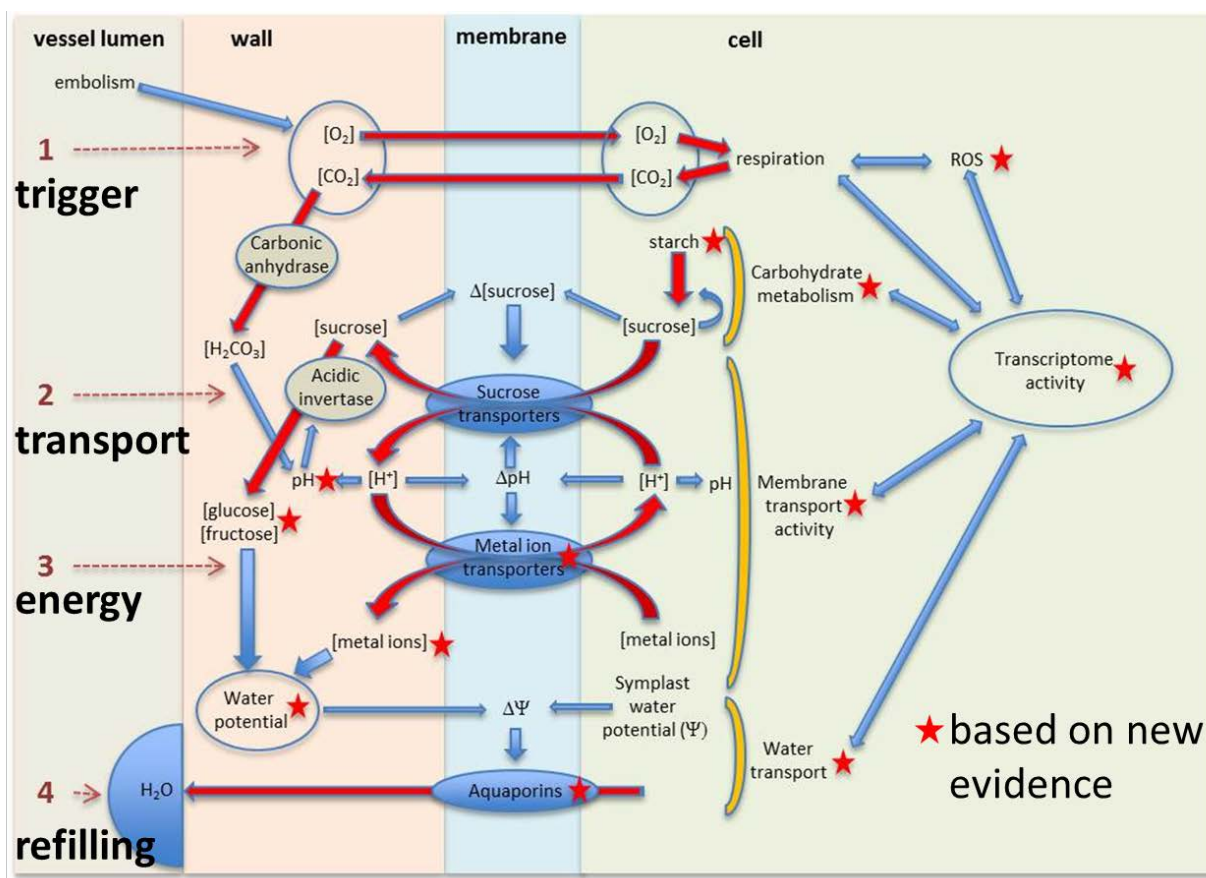 vessel lumen
wall
membrane
cell
embolism
1
trigger
[O₂]
[CO₂]
[O₂]
[CO₂]
respiration
ROS
Carbonic
anhydrase
starch
Carbohydrate
metabolism
Δ[sucrose]
[sucrose]
[sucrose]
[H₂CO₃]
2
transport
Acidic
invertase
Sucrose
transporters
Transcriptome
activity
pH
[H⁺]
ΔpH
[H⁺]
pH
Membrane
transport
activity
[glucose]
[fructose]
3
energy
Metal ion
transporters
[metal ions]
[metal ions]
Water
potential
ΔΨ
Symplast
water
potential (Ψ)
Water
transport
based on new
evidence
4
refilling
H₂O
Aquaporins